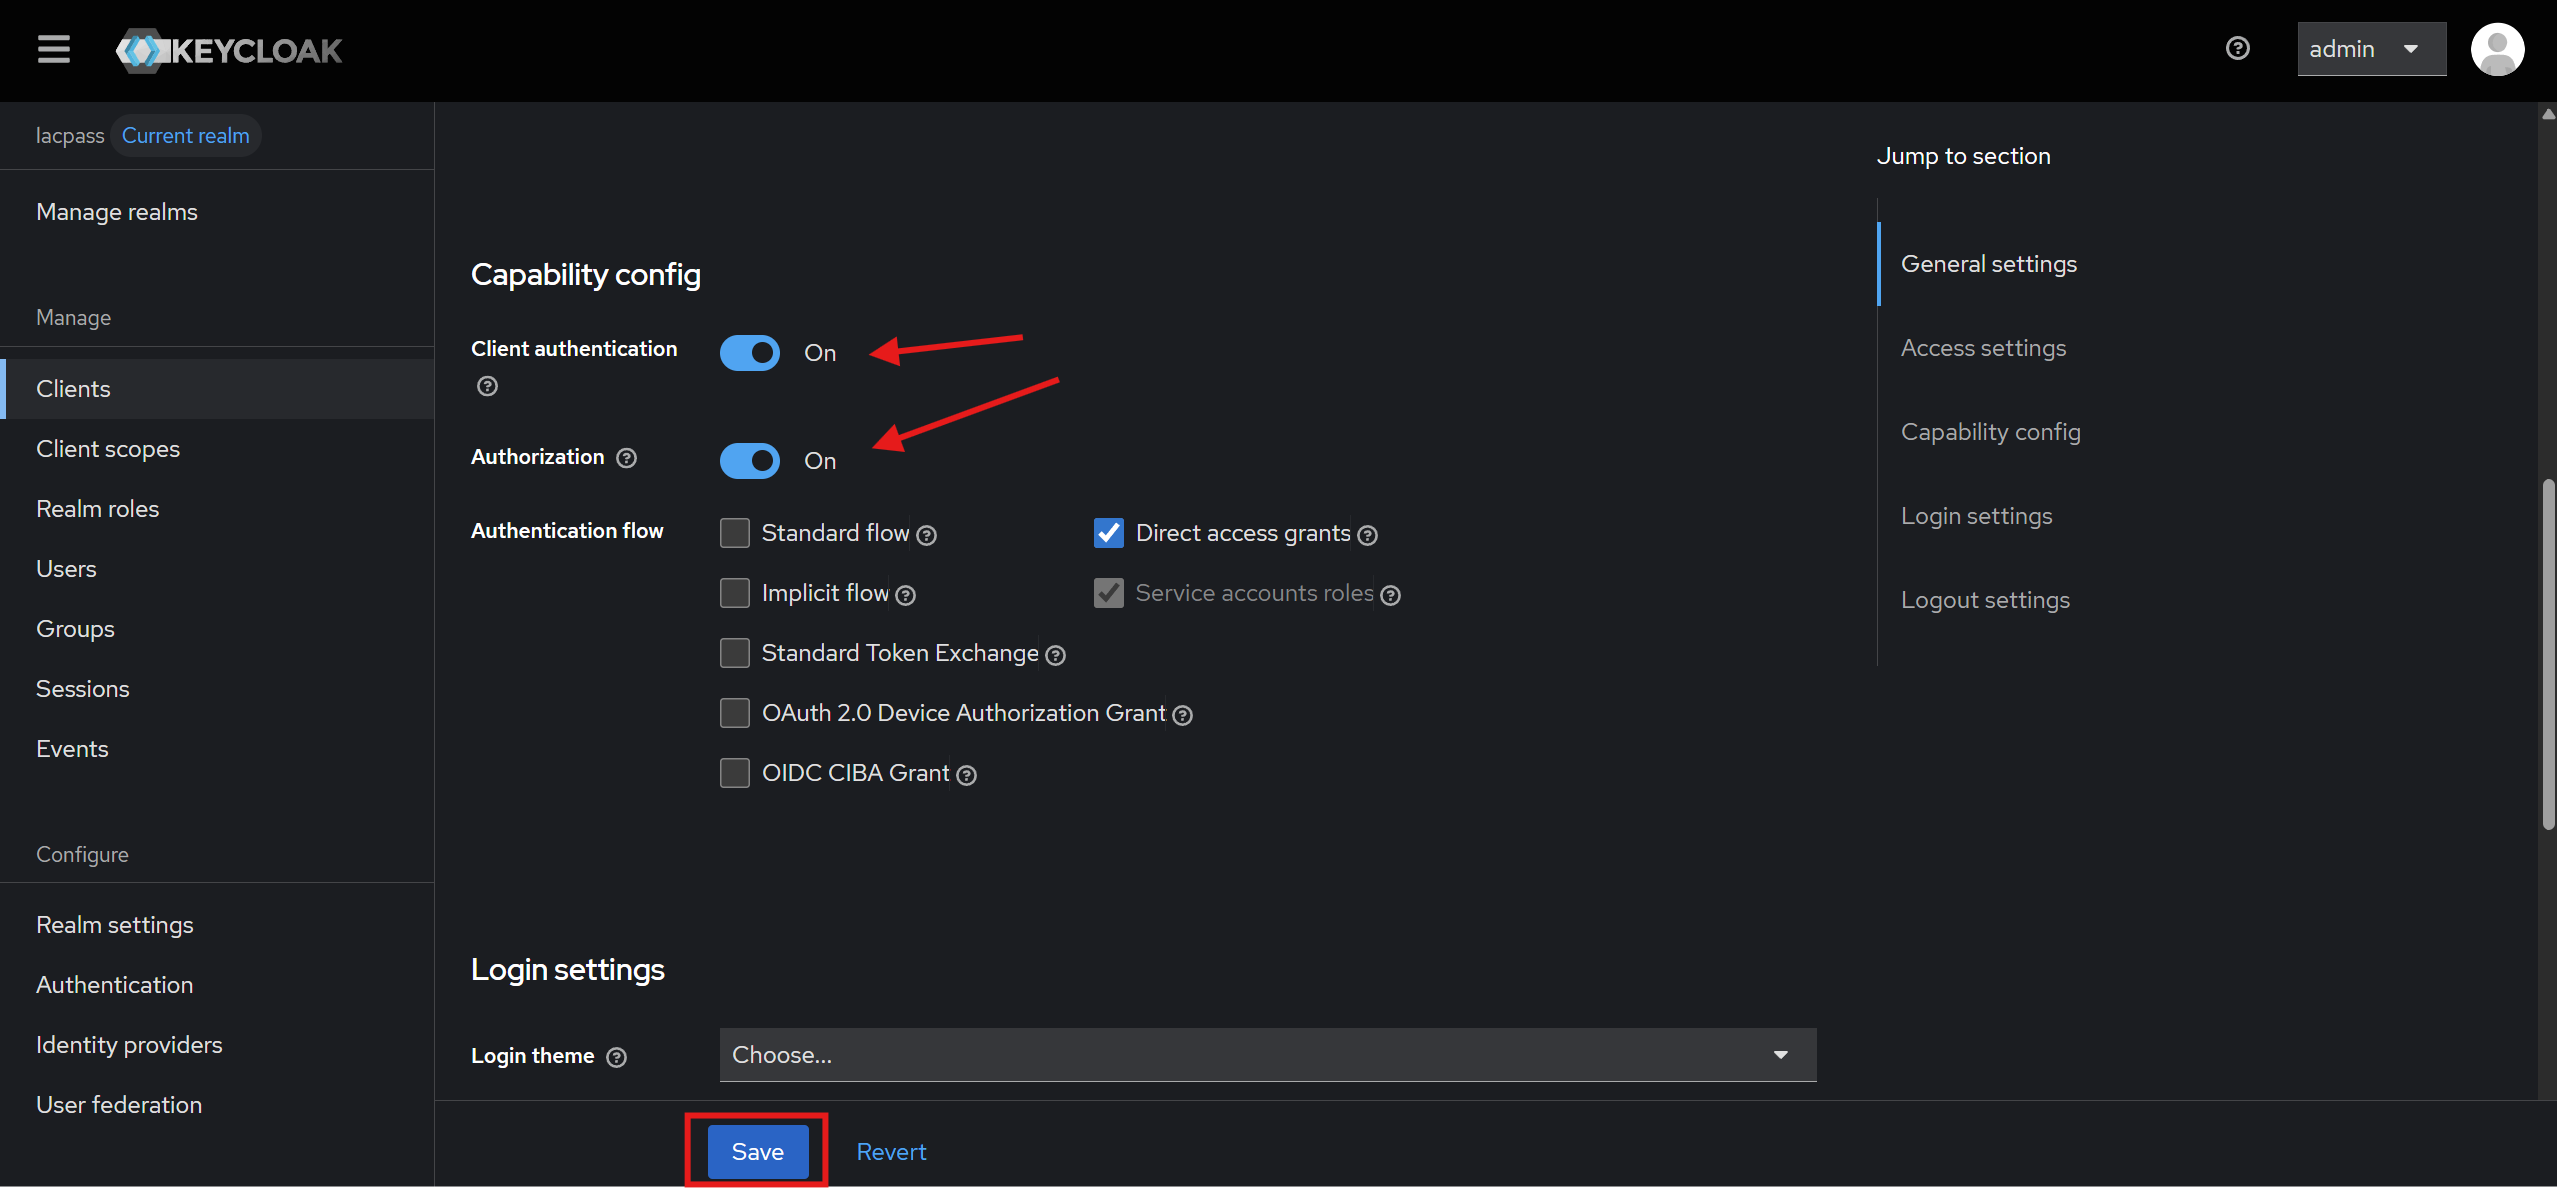 KEYCLOAK
admin
lacpass Current realm
Manage realms
Manage
Clients
Client scopes
Realm roles
Users
Groups
Sessions
Events
Configure
Realm settings
Authentication
Identity providers
User federation
Capability config
Client authentication On
Authorization On
Authentication flow
Standard flow Direct access grants
Implicit flow Service accounts roles
Standard Token Exchange
OAuth 2.0 Device Authorization Grant
OIDC CIBA Grant
Login settings
Login theme Choose...
Save Revert
Jump to section
General settings
Access settings
Capability config
Login settings
Logout settings